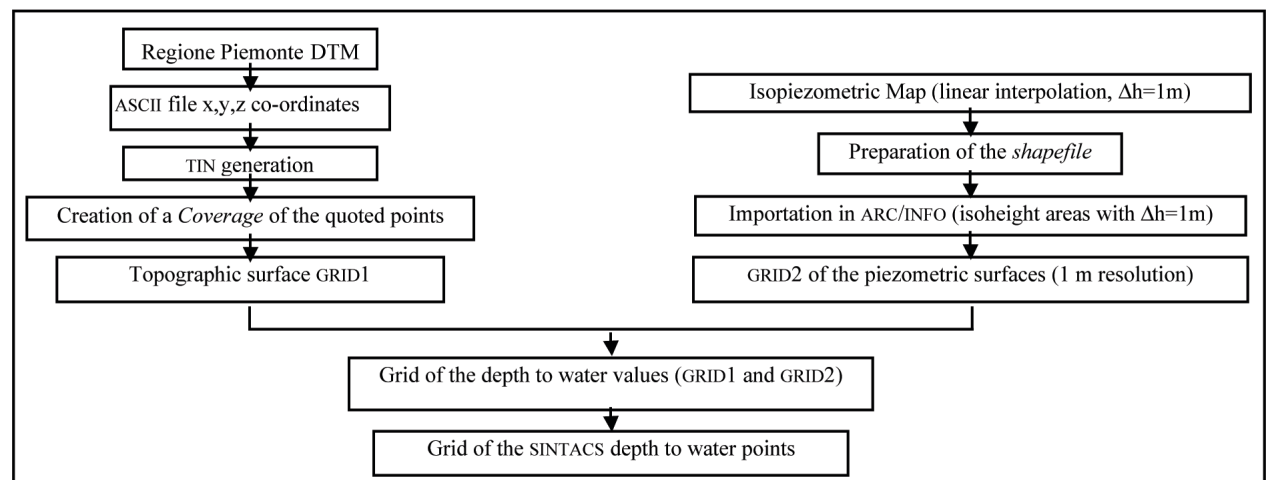 Regione Piemonte DTM
ASCII file x,y,z co-ordinates
TIN generation
Creation of a Coverage of the quoted points
Topographic surface GRID1
Isopiezometric Map (linear interpolation, Δh=1m)
Preparation of the shapefile
Importation in ARC/INFO (isoheight areas with Δh=1m)
GRID2 of the piezometric surfaces (1 m resolution)
Grid of the depth to water values (GRID1 and GRID2)
Grid of the SINTACS depth to water points